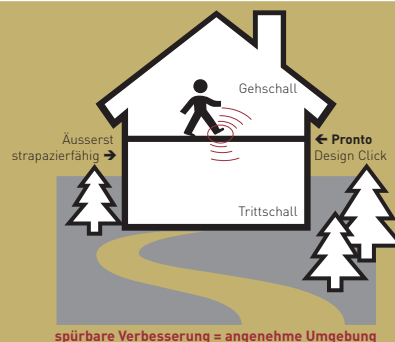 Gehschall
Äusserst
strapazierfähig ➔
← Pronto
Design Click
Trittschall
spürbare Verbesserung = angenehme Umgebung